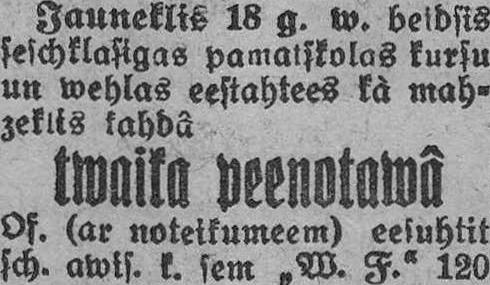 Jauneklis 18 g. w. beidsis
ſeſchklaſigas pamatſkolas kurſu
un wehlas eeſtahtees kà mah-
zeklis kahdâ
twaika peenotawâ
Of. (ar noteikumeem) eeſuhtit
ſch. awiſ. k. ſem „W. F.“ 120